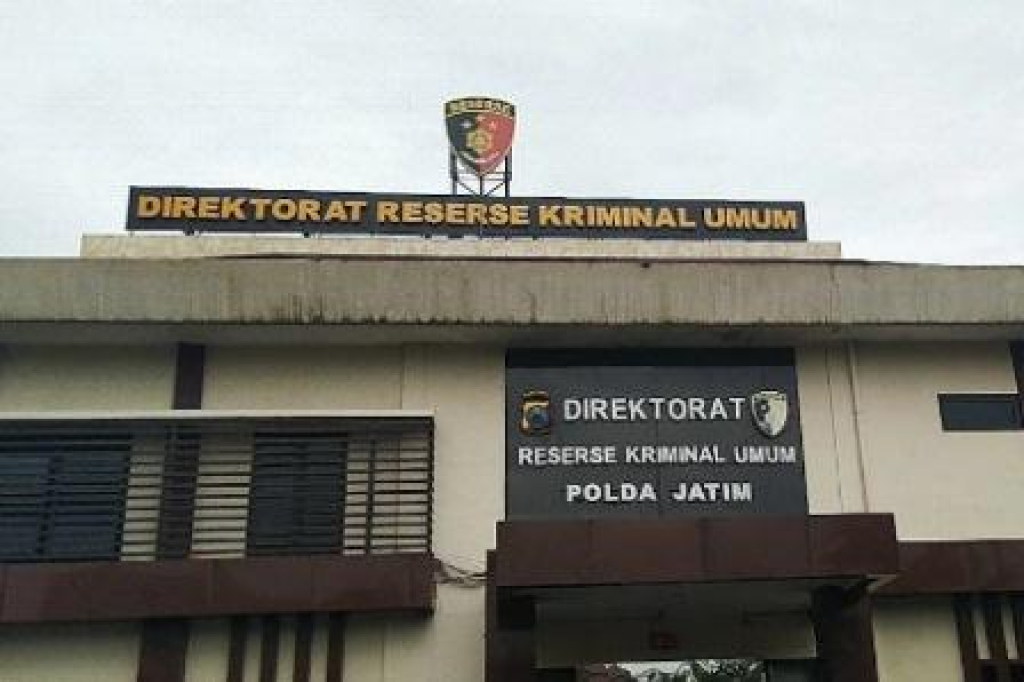 DIREKTORAT RESERSE KRIMINAL UMUM
DIREKTORAT
RESERSE KRIMINAL UMUM
POLDA JATIM